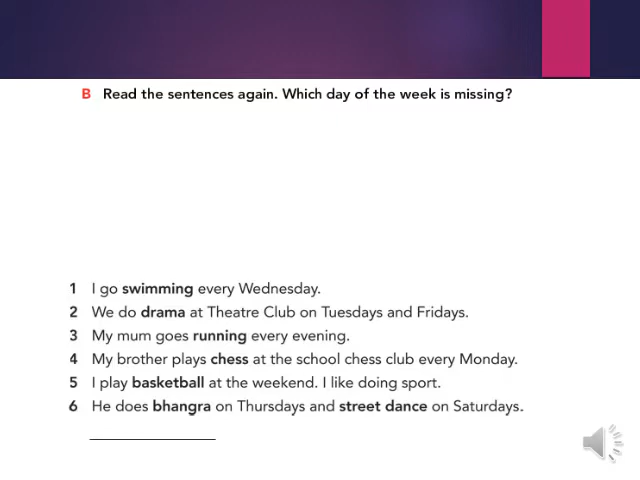 B Read the sentences again. Which day of the week is missing?
1 I go swimming every Wednesday.
2 We do drama at Theatre Club on Tuesdays and Fridays.
3 My mum goes running every evening.
4 My brother plays chess at the school chess club every Monday.
5 I play basketball at the weekend. I like doing sport.
6 He does bhangra on Thursdays and street dance on Saturdays.